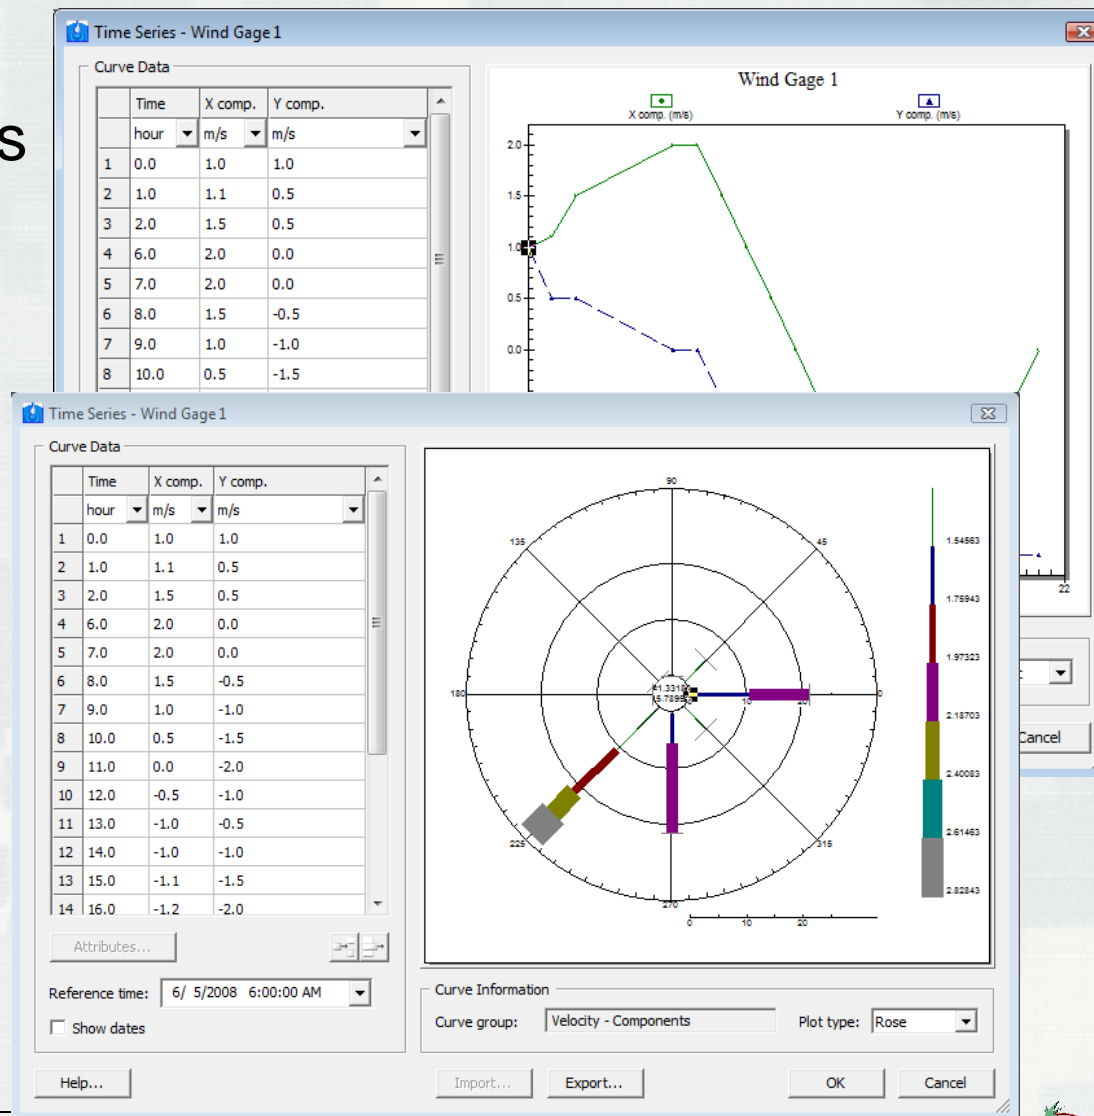 s
Time Series - Wind Gage 1
Curve Data
Time X comp. Y comp.
hour m/s m/s
1 0.0 1.0 1.0
2 1.0 1.1 0.5
3 2.0 1.5 0.5
4 6.0 2.0 0.0
5 7.0 2.0 0.0
6 8.0 1.5 -0.5
7 9.0 1.0 -1.0
8 10.0 0.5 -1.5
Wind Gage 1
X comp. (m/s) Y comp. (m/s)
2.0
1.5
1.0
0.5
0.0
22
Cancel
Time Series - Wind Gage 1
Curve Data
Time X comp. Y comp.
hour m/s m/s
1 0.0 1.0 1.0
2 1.0 1.1 0.5
3 2.0 1.5 0.5
4 6.0 2.0 0.0
5 7.0 2.0 0.0
6 8.0 1.5 -0.5
7 9.0 1.0 -1.0
8 10.0 0.5 -1.5
9 11.0 0.0 -2.0
10 12.0 -0.5 -1.0
11 13.0 -1.0 -0.5
12 14.0 -1.0 -1.0
13 15.0 -1.1 -1.5
14 16.0 -1.2 -2.0
Attributes...
Reference time: 6/ 5/2008 6:00:00 AM
Show dates
90
135 45
180 0
10 20
225 315
270
0 10 20
1.54563
1.75943
1.97323
2.18703
2.40083
2.61463
2.82843
Curve Information
Curve group: Velocity - Components Plot type: Rose
Help... Import... Export... OK Cancel